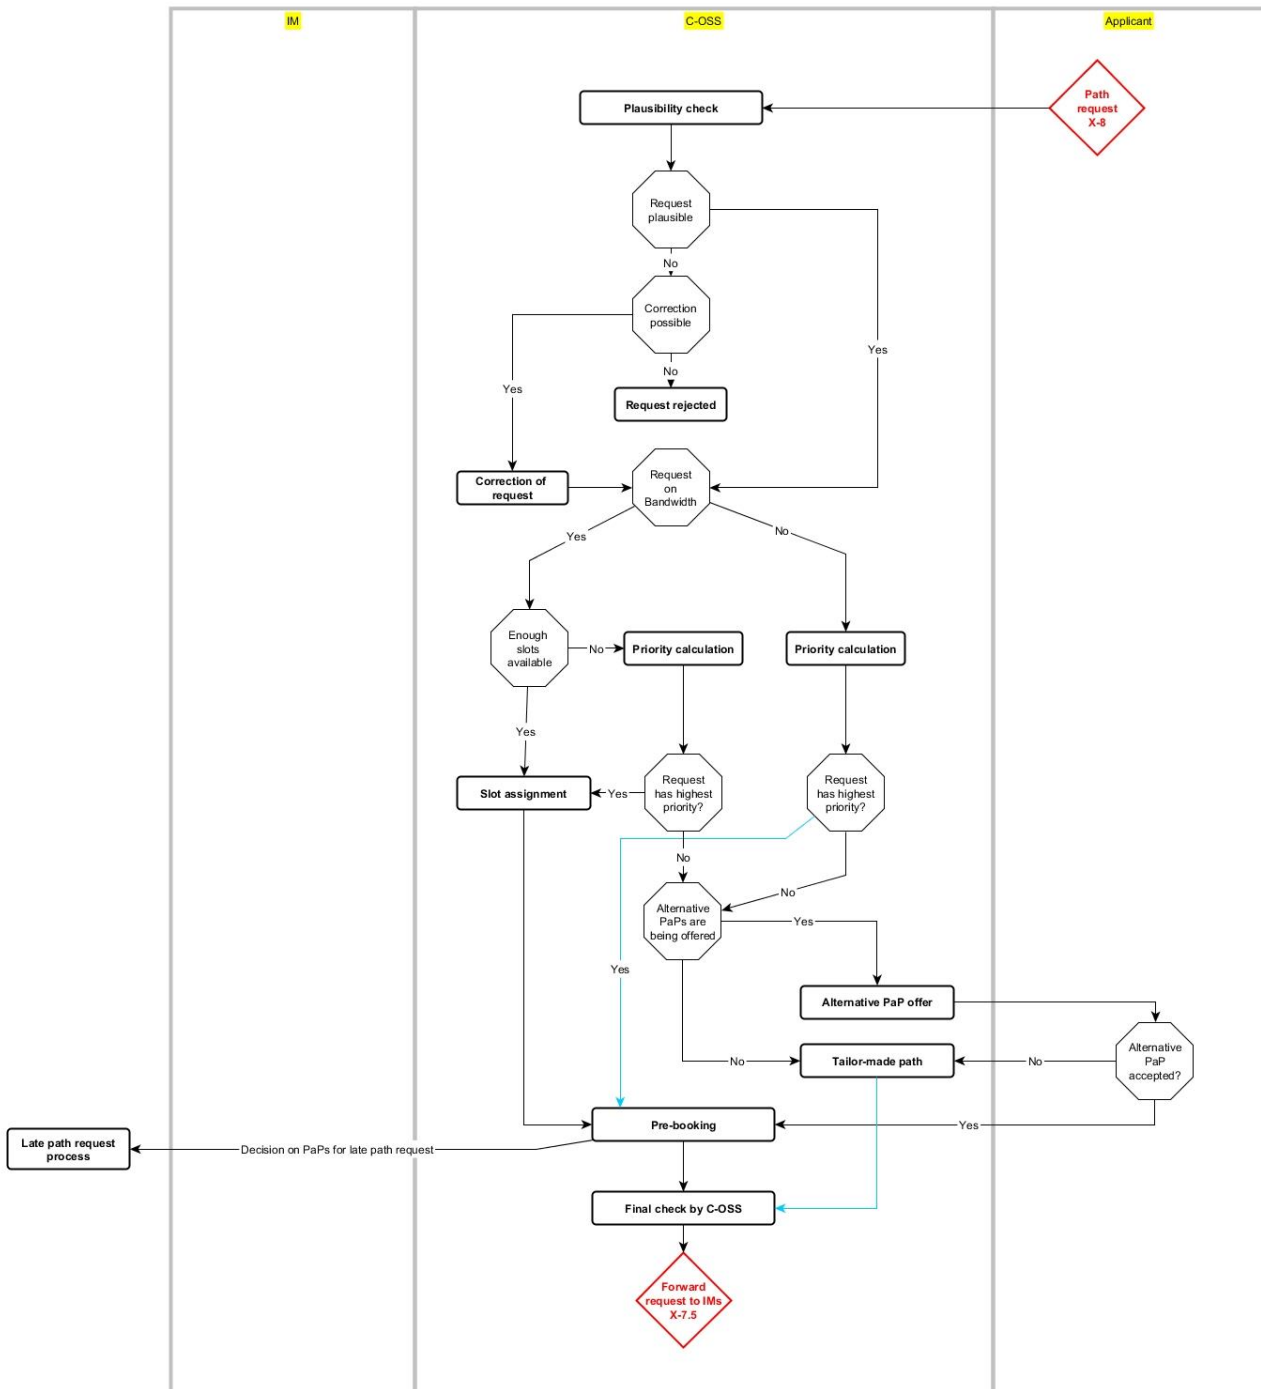 IM
C-OSS
Applicant
Path
request
X-8
Plausibility check
Request
plausible
No
Correction
possible
Yes
Yes
No
Request rejected
Correction of
request
Request
on
Bandwidth
Yes
No
Enough
slots
available
No
Priority calculation
Priority calculation
Yes
Slot assignment
Yes
Request
has highest
priority?
Request
has highest
priority?
No
No
Alternative
PaPs are
being offered
Yes
Yes
Alternative PaP offer
No
Tailor-made path
No
Alternative
PaP
accepted?
Pre-booking
Yes
Late path request
process
Decision on PaPs for late path request
Final check by C-OSS
Forward
request to IMs
X-7.5